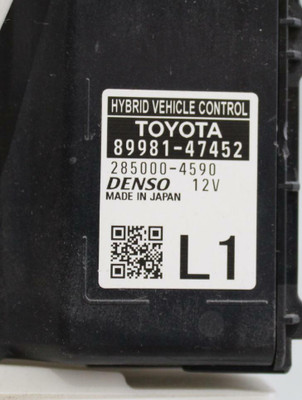 HYBRID VEHICLE CONTROL
TOYOTA
89981-47452
285000-4590
DENSO 12V
MADE IN JAPAN
L1